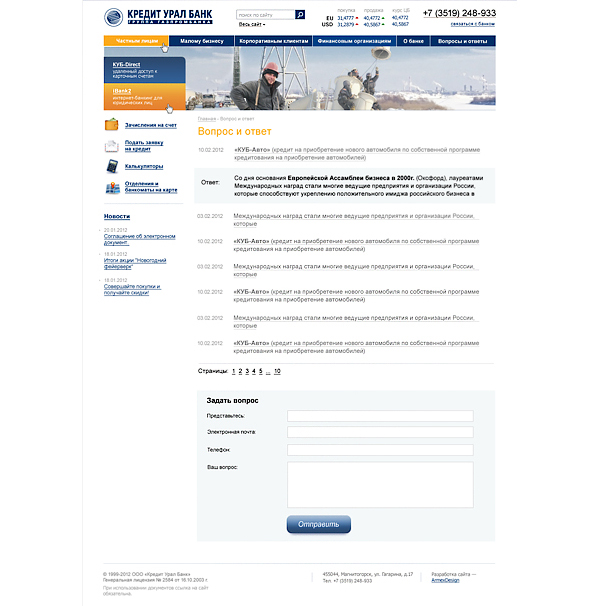 КРЕДИТ УРАЛ БАНК
ГРУППА ГАЗПРОМБАНКА
поиск по сайту
Весь сайт
покупка продажа курс ЦБ
EU 31,4777 40,4772 40,4772
USD 31,2879 40,5867 40,5867
+7 (3519) 248-933
связаться с банком
Частным лицам Малому бизнесу Корпоративным клиентам Финансовым организациям О банке Вопросы и ответы
КУБ-Direct
удаленный доступ к
карточным счетам
iBank2
интернет-банкинг для
юридических лиц
Зачисления на счет
Подать заявку
на кредит
Калькуляторы
Отделения и
банкоматы на карте
Новости
20.01.2012
Соглашение об электронном
документ...
18.01.2012
Итоги акции "Новогодний
фейерверк"
18.01.2012
Совершайте покупки и
получайте скидки!
Главная › Вопрос и ответ
Вопрос и ответ
10.02.2012 «КУБ-Авто» (кредит на приобретение нового автомобиля по собственной программе
кредитования на приобретение автомобилей)
Ответ: Со дня основания Европейской Ассамблеи бизнеса в 2000г. (Оксфорд), лауреатами
Международных наград стали многие ведущие предприятия и организации России,
которые способствуют укреплению положительного имиджа российского бизнеса в
03.02.2012 Международных наград стали многие ведущие предприятия и организации России,
которые
10.02.2012 «КУБ-Авто» (кредит на приобретение нового автомобиля по собственной программе
кредитования на приобретение автомобилей)
03.02.2012 Международных наград стали многие ведущие предприятия и организации России,
которые
10.02.2012 «КУБ-Авто» (кредит на приобретение нового автомобиля по собственной программе
кредитования на приобретение автомобилей)
03.02.2012 Международных наград стали многие ведущие предприятия и организации России,
которые
10.02.2012 «КУБ-Авто» (кредит на приобретение нового автомобиля по собственной программе
кредитования на приобретение автомобилей)
Страницы: 1 2 3 4 5 ... 10
Задать вопрос
Представьтесь:
Электронная почта:
Телефон:
Ваш вопрос:
Отправить
© 1999-2012 ООО «Кредит Урал Банк»
Генеральная лицензия № 2584 от 16.10.2003 г.
При использовании документов ссылка на сайт
обязательна.
455044, Магнитогорск, ул. Гагарина, д.17
Тел. +7 (3519) 248-933
Разработка сайта —
ArmexDesign